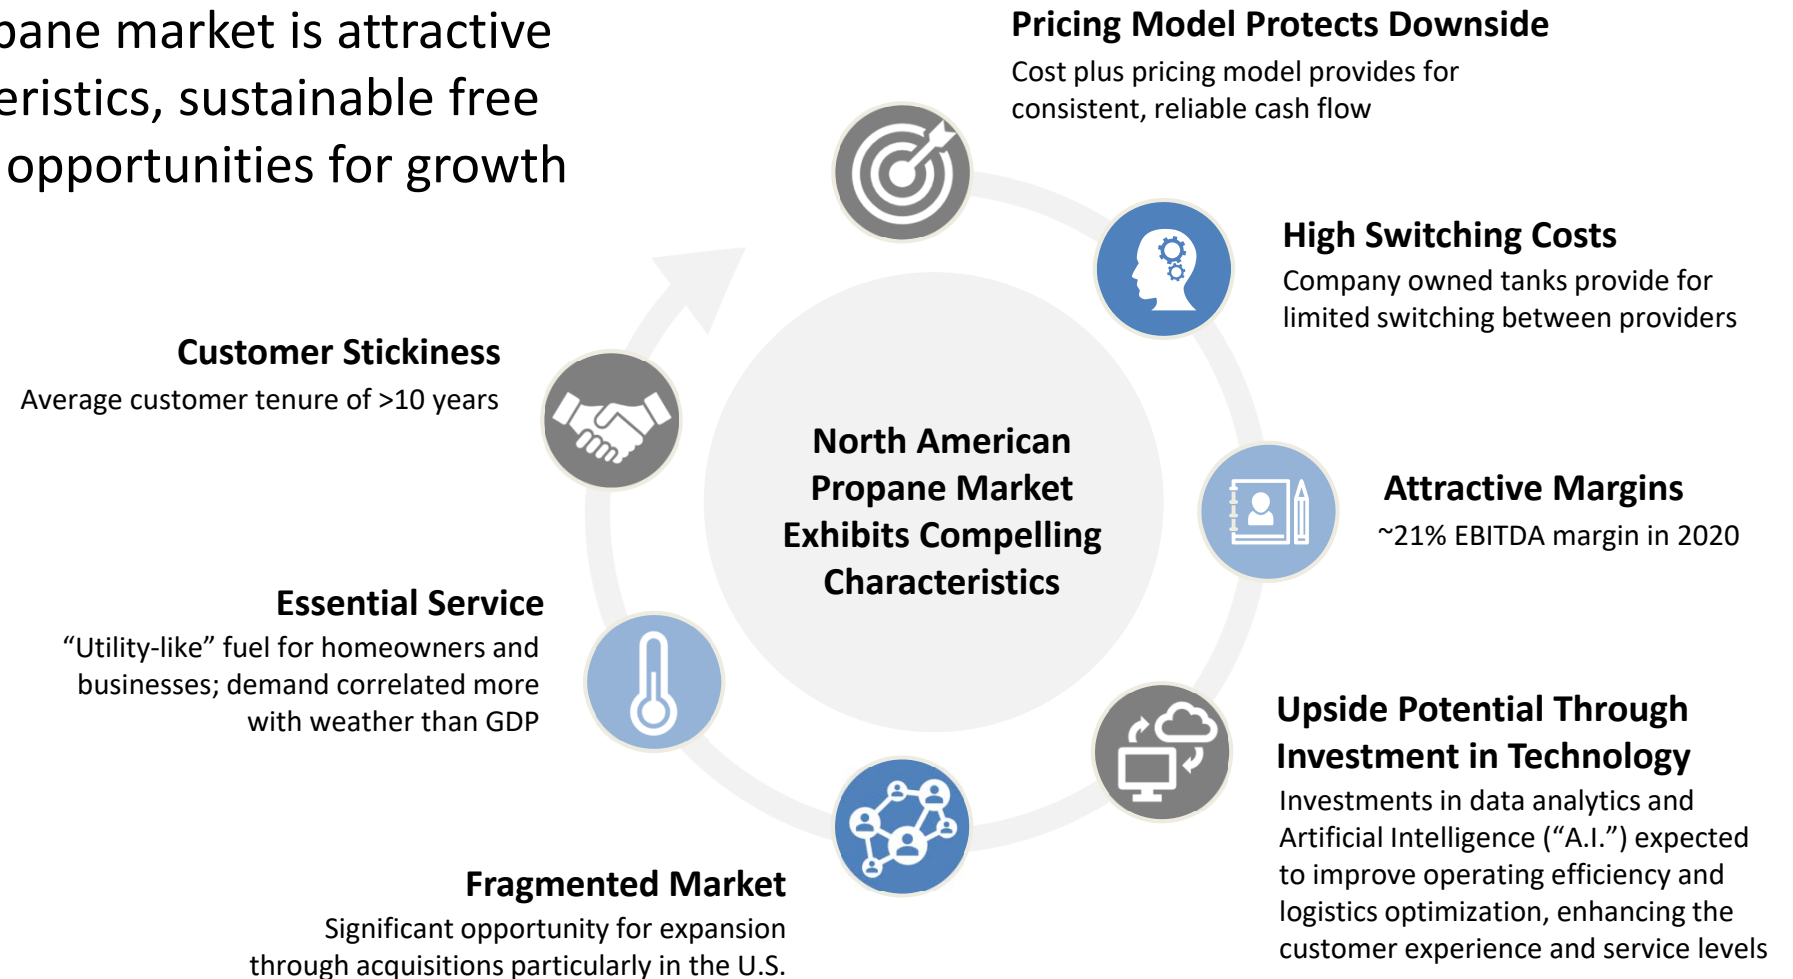 pane market is attractive
eristics, sustainable free
opportunities for growth
Pricing Model Protects Downside
Cost plus pricing model provides for
consistent, reliable cash flow
High Switching Costs
Company owned tanks provide for
limited switching between providers
Attractive Margins
~21% EBITDA margin in 2020
Upside Potential Through
Investment in Technology
Investments in data analytics and
Artificial Intelligence (“A.I.”) expected
to improve operating efficiency and
logistics optimization, enhancing the
customer experience and service levels
Fragmented Market
Significant opportunity for expansion
through acquisitions particularly in the U.S.
Essential Service
“Utility-like” fuel for homeowners and
businesses; demand correlated more
with weather than GDP
Customer Stickiness
Average customer tenure of >10 years
North American
Propane Market
Exhibits Compelling
Characteristics